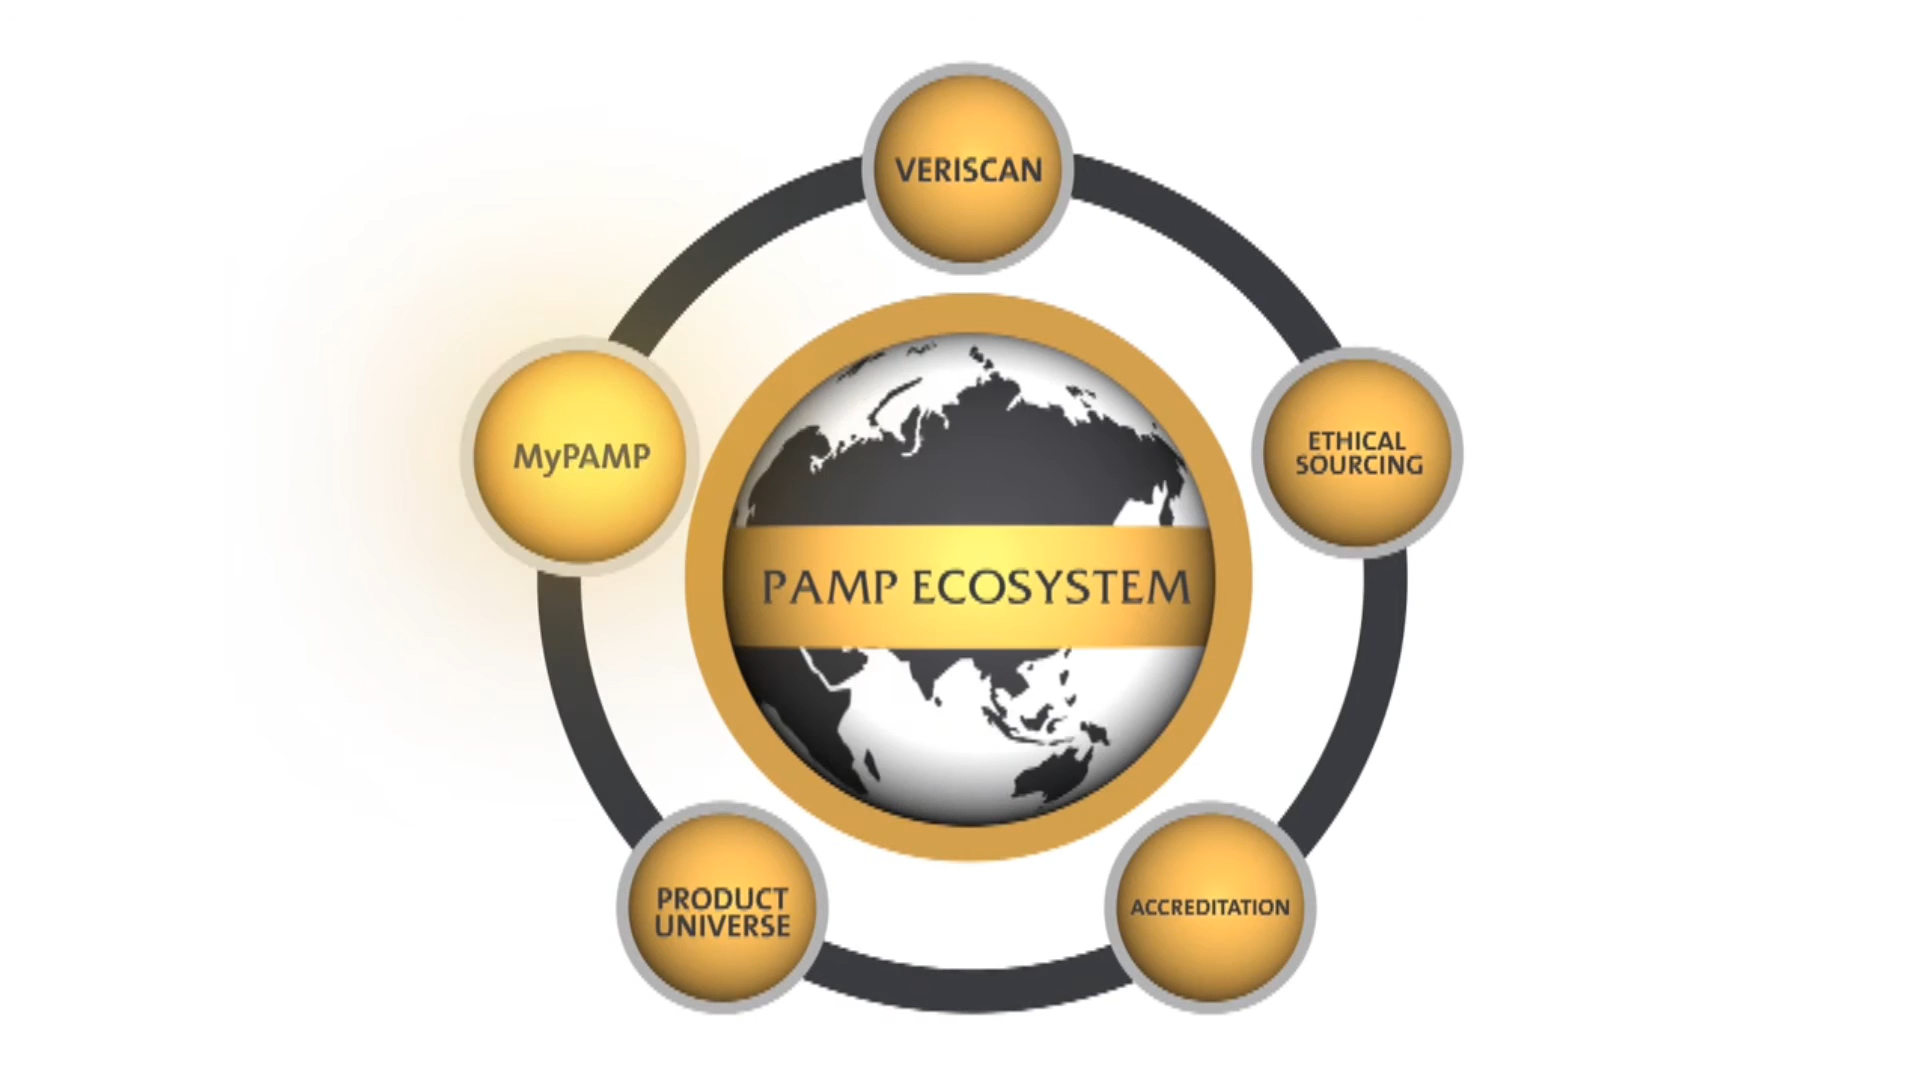 VERISCAN
MyPAMP
ETHICAL
SOURCING
PAMP ECOSYSTEM
PRODUCT
UNIVERSE
ACCREDITATION